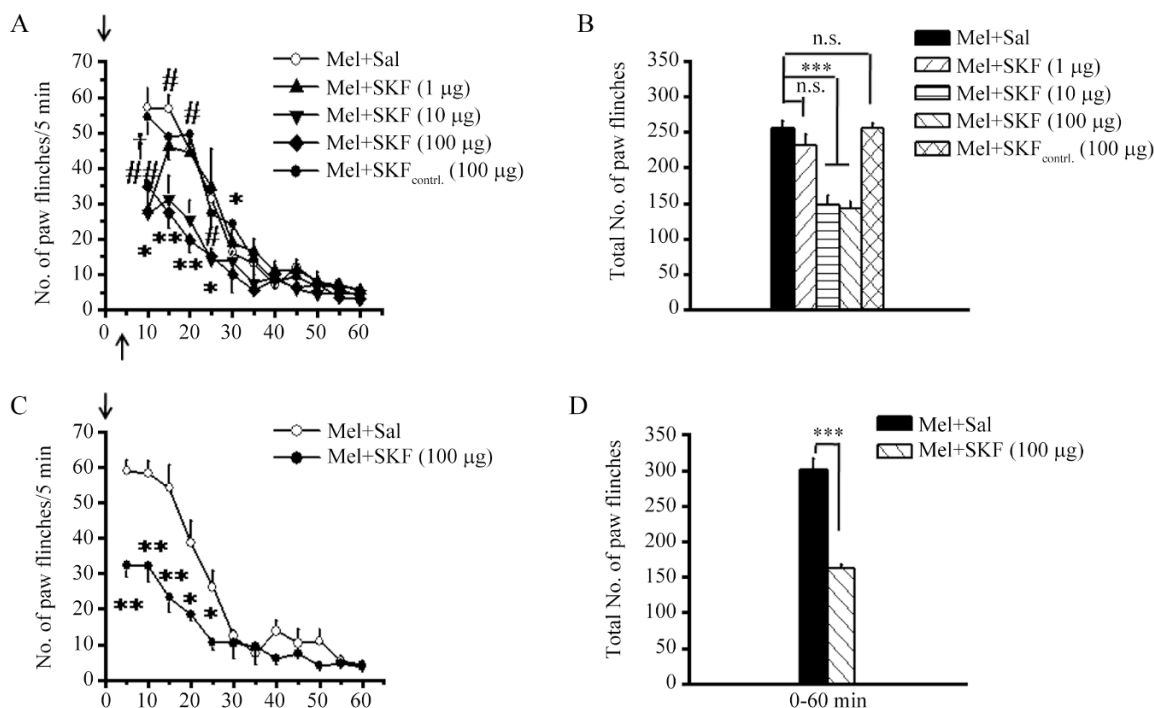 A
No. of paw flinches/5 min
70
60
50
40
30
20
10
0
0 10 20 30 40 50 60
Mel+Sal
Mel+SKF (1 μg)
Mel+SKF (10 μg)
Mel+SKF (100 μg)
Mel+SKFcontrl. (100 μg)
#
#
†
##
#
*
*
**
**
*
B
Total No. of paw flinches
350
300
250
200
150
100
50
0
n.s.
***
n.s.
Mel+Sal
Mel+SKF (1 μg)
Mel+SKF (10 μg)
Mel+SKF (100 μg)
Mel+SKFcontrl. (100 μg)
C
No. of paw flinches/5 min
70
60
50
40
30
20
10
0
0 10 20 30 40 50 60
Mel+Sal
Mel+SKF (100 μg)
**
**
**
*
*
D
Total No. of paw flinches
350
300
250
200
150
100
50
0
***
Mel+Sal
Mel+SKF (100 μg)
0-60 min